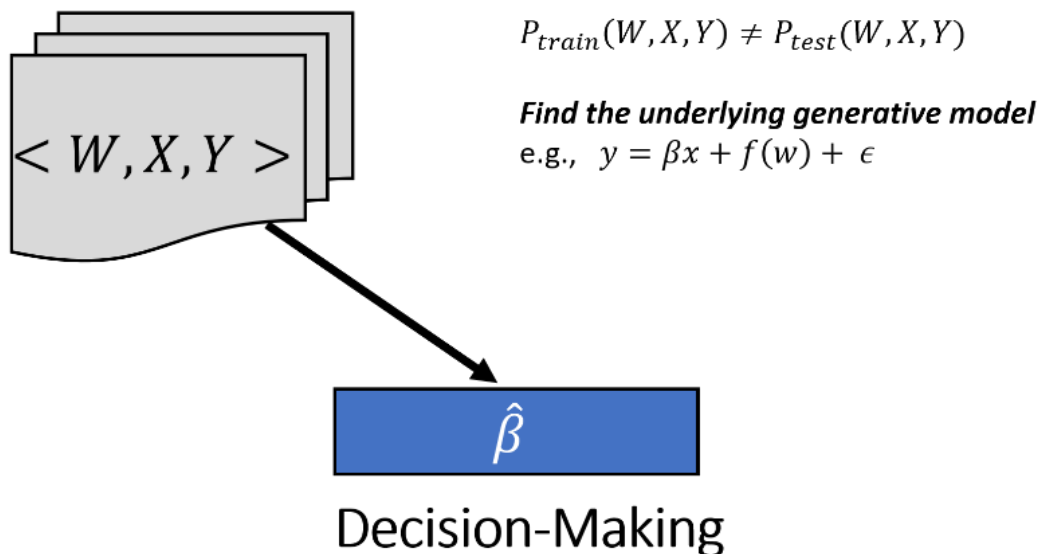 P_train(W, X, Y) ≠ P_test(W, X, Y)
Find the underlying generative model
e.g., y = βx + f(w) + ϵ
< W, X, Y >
β̂
Decision-Making